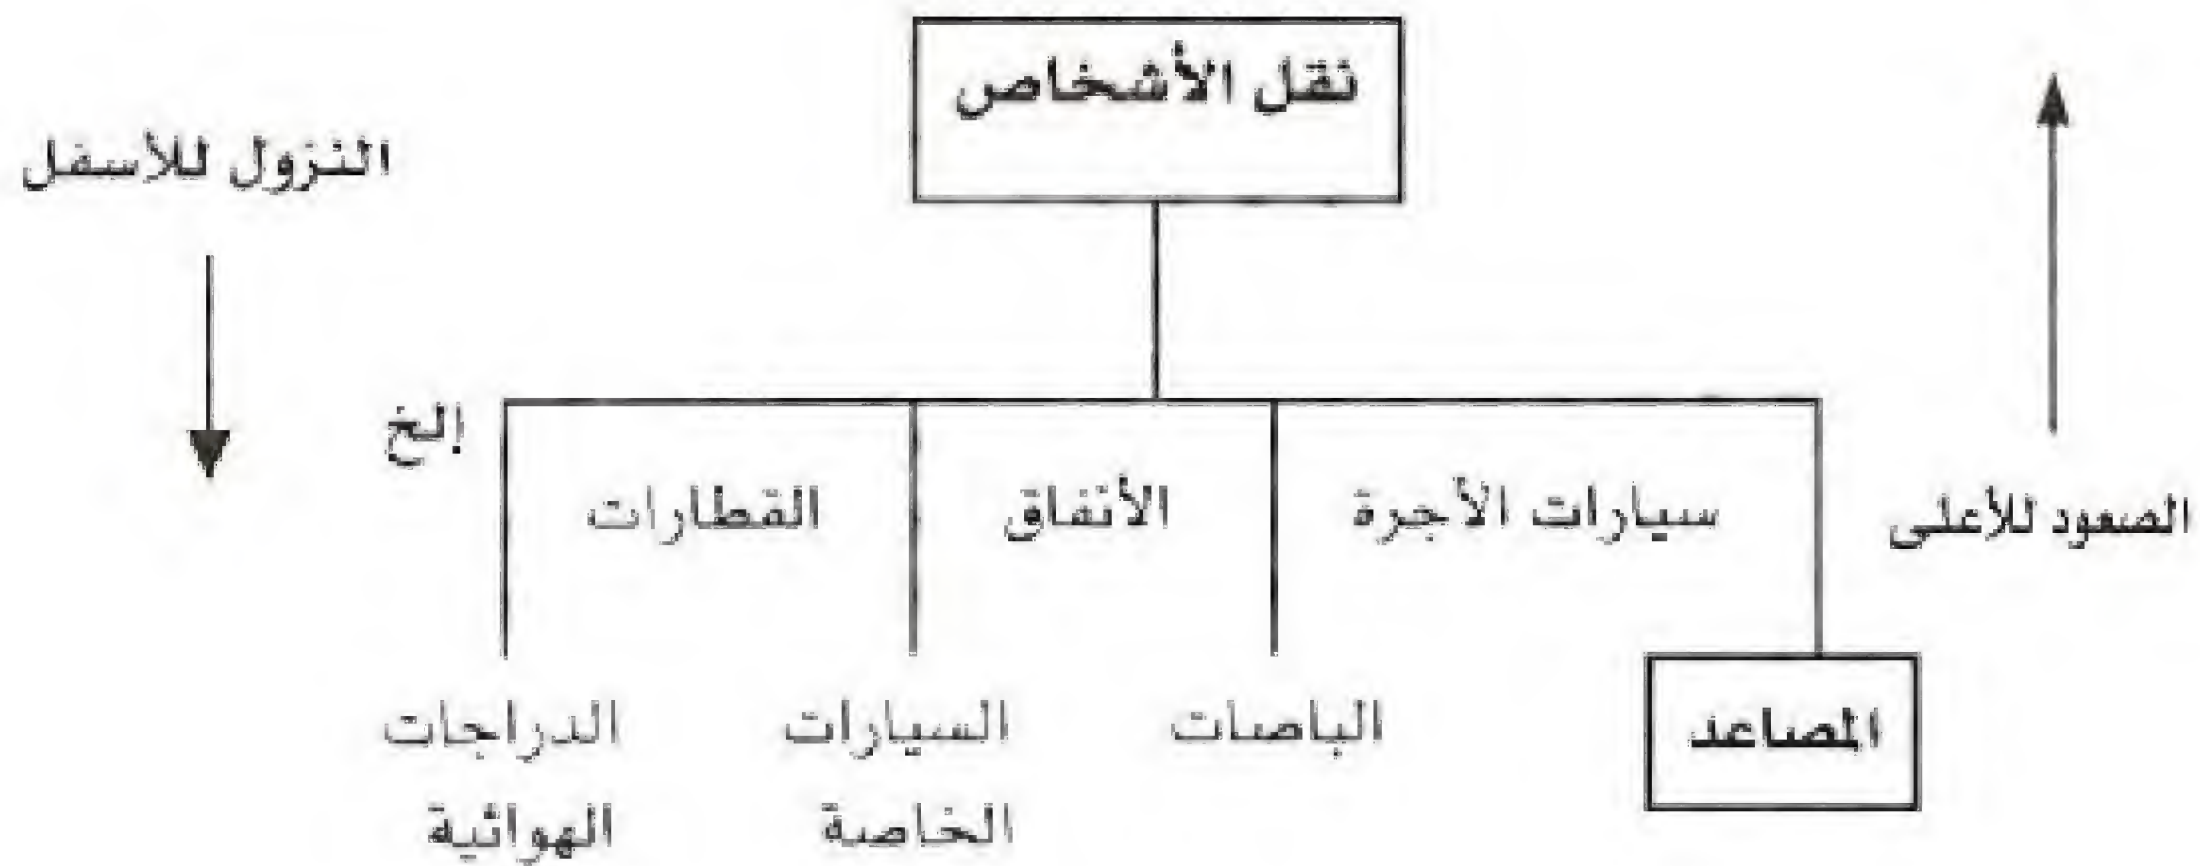 نقل الأشخاص
النزول للأسفل
الصعود للأعلى
سيارات الأجرة
الأنفاق
القطارات
إلخ
المصاعد
الباصات
السيارات
الخاصة
الدراجات
الهوائية